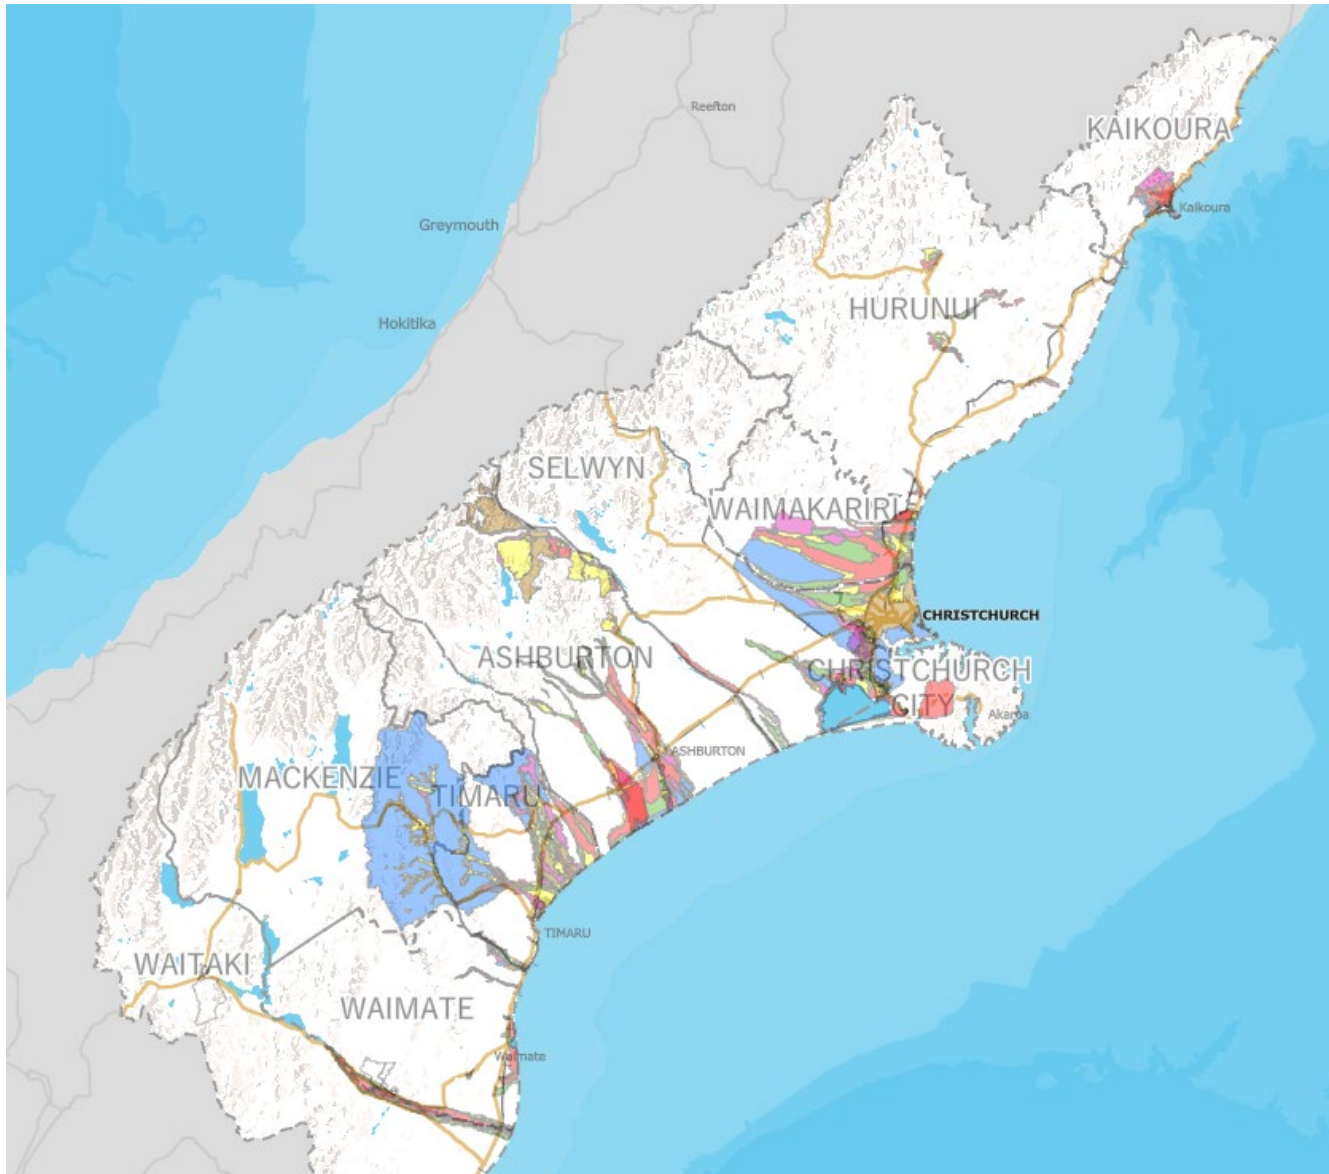 Reefton
KAIKOURA
Kaikoura
Greymouth
HURUNUI
Hokitika
SELWYN
WAIMAKARIRI
CHRISTCHURCH
ASHBURTON
CHRISTCHURCH
CITY
Akaroa
ASHBURTON
MACKENZIE
TIMARU
TIMARU
WAITAKI
WAIMATE
Waimate